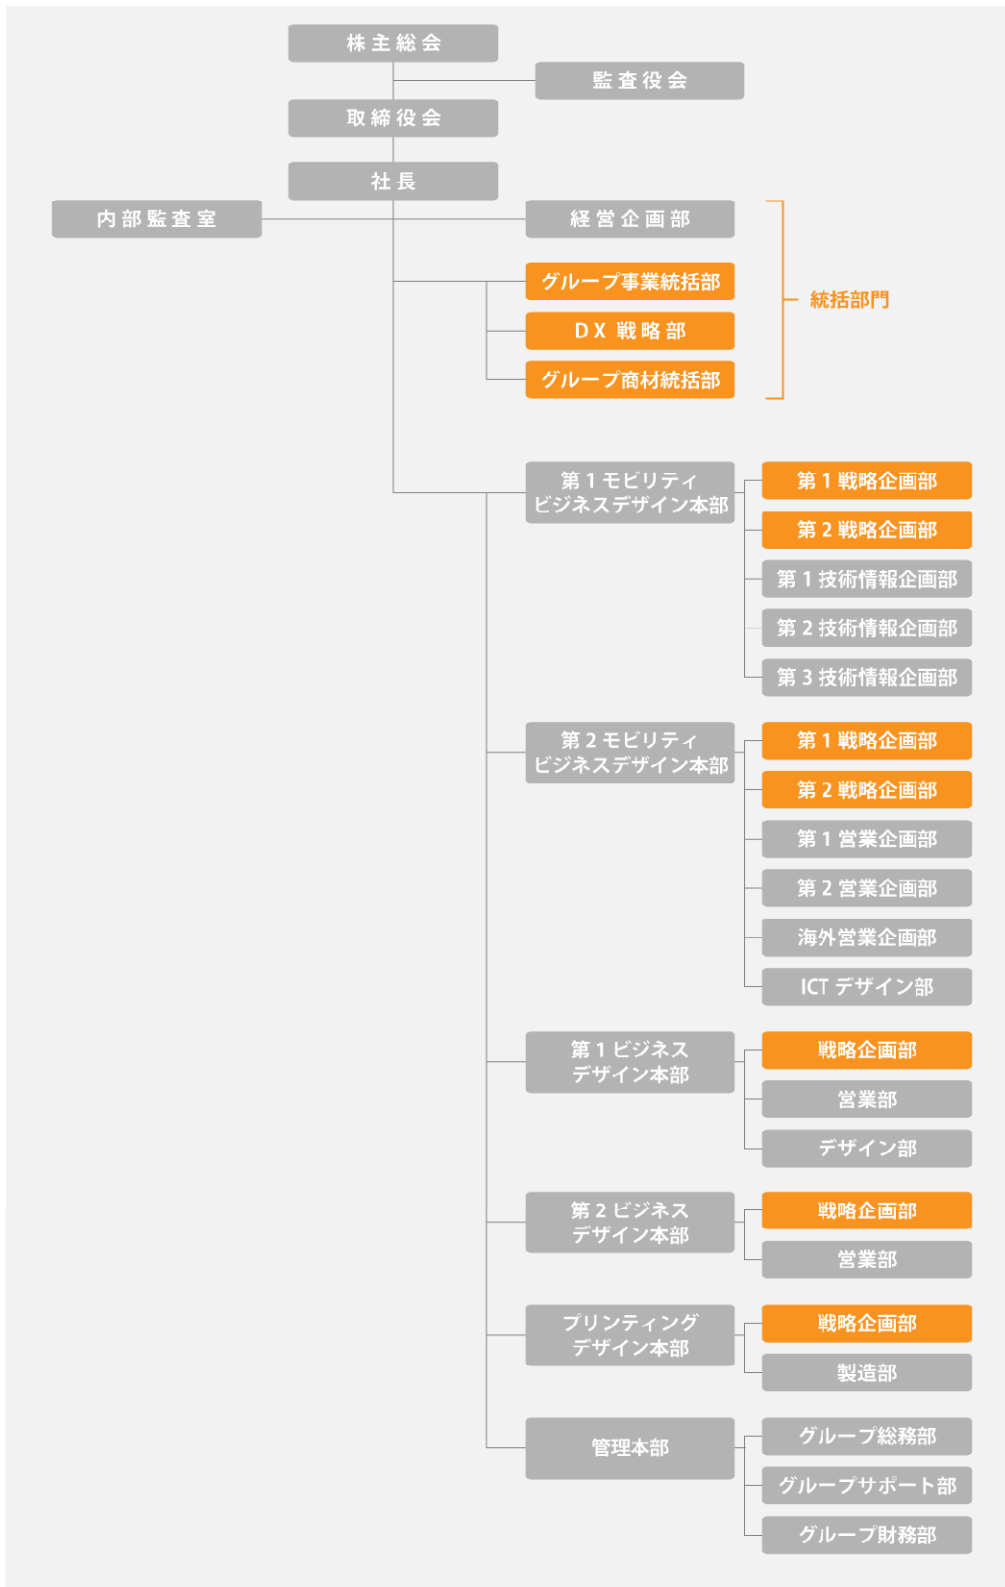 株主総会
監査役会
取締役会
社長
内部監査室
経営企画部
グループ事業統括部
DX 戦略部
グループ商材統括部
統括部門
第1モビリティ
ビジネスデザイン本部
第1戦略企画部
第2戦略企画部
第1技術情報企画部
第2技術情報企画部
第3技術情報企画部
第2モビリティ
ビジネスデザイン本部
第1戦略企画部
第2戦略企画部
第1営業企画部
第2営業企画部
海外営業企画部
ICTデザイン部
第1ビジネス
デザイン本部
戦略企画部
営業部
デザイン部
第2ビジネス
デザイン本部
戦略企画部
営業部
プリンティング
デザイン本部
戦略企画部
製造部
管理本部
グループ総務部
グループサポート部
グループ財務部